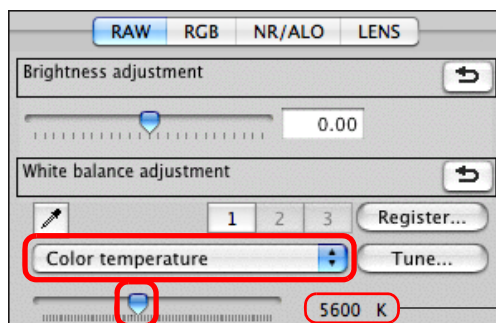 RAW RGB NR/ALO LENS
Brightness adjustment
0.00
White balance adjustment
1 2 3 Register...
Color temperature Tune...
5600 K